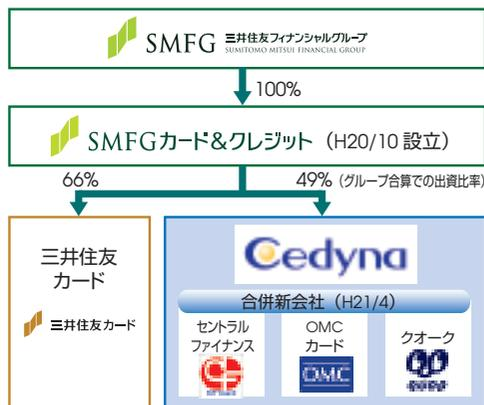 SMFG 三井住友フィナンシャルグループ
SUMITOMO MITSUI FINANCIAL GROUP
100%
SMFGカード&クレジット（H20/10 設立）
66%
49%（グループ合算での出資比率）
三井住友
カード
三井住友カード
Cedyna
合併新会社（H21/4）
セントラル
ファイナンス
OMC
カード
OMC
クオーク